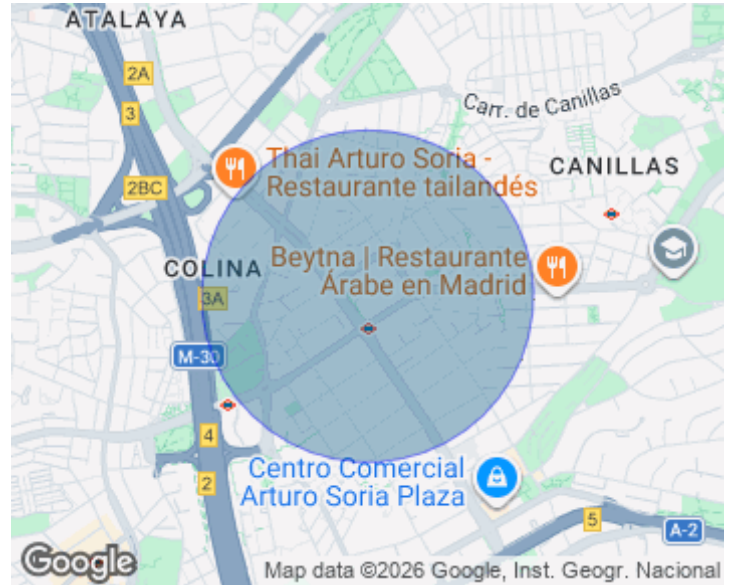 ATALAYA
2A
3
Carr. de Canillas
Thai Arturo Soria -
Restaurante tailandés
2BC
CANILLAS
COLINA
Beytna | Restaurante
Árabe en Madrid
3A
M-30
4
2
Centro Comercial
Arturo Soria Plaza
5
A-2
Google
Map data ©2026 Google, Inst. Geogr. Nacional